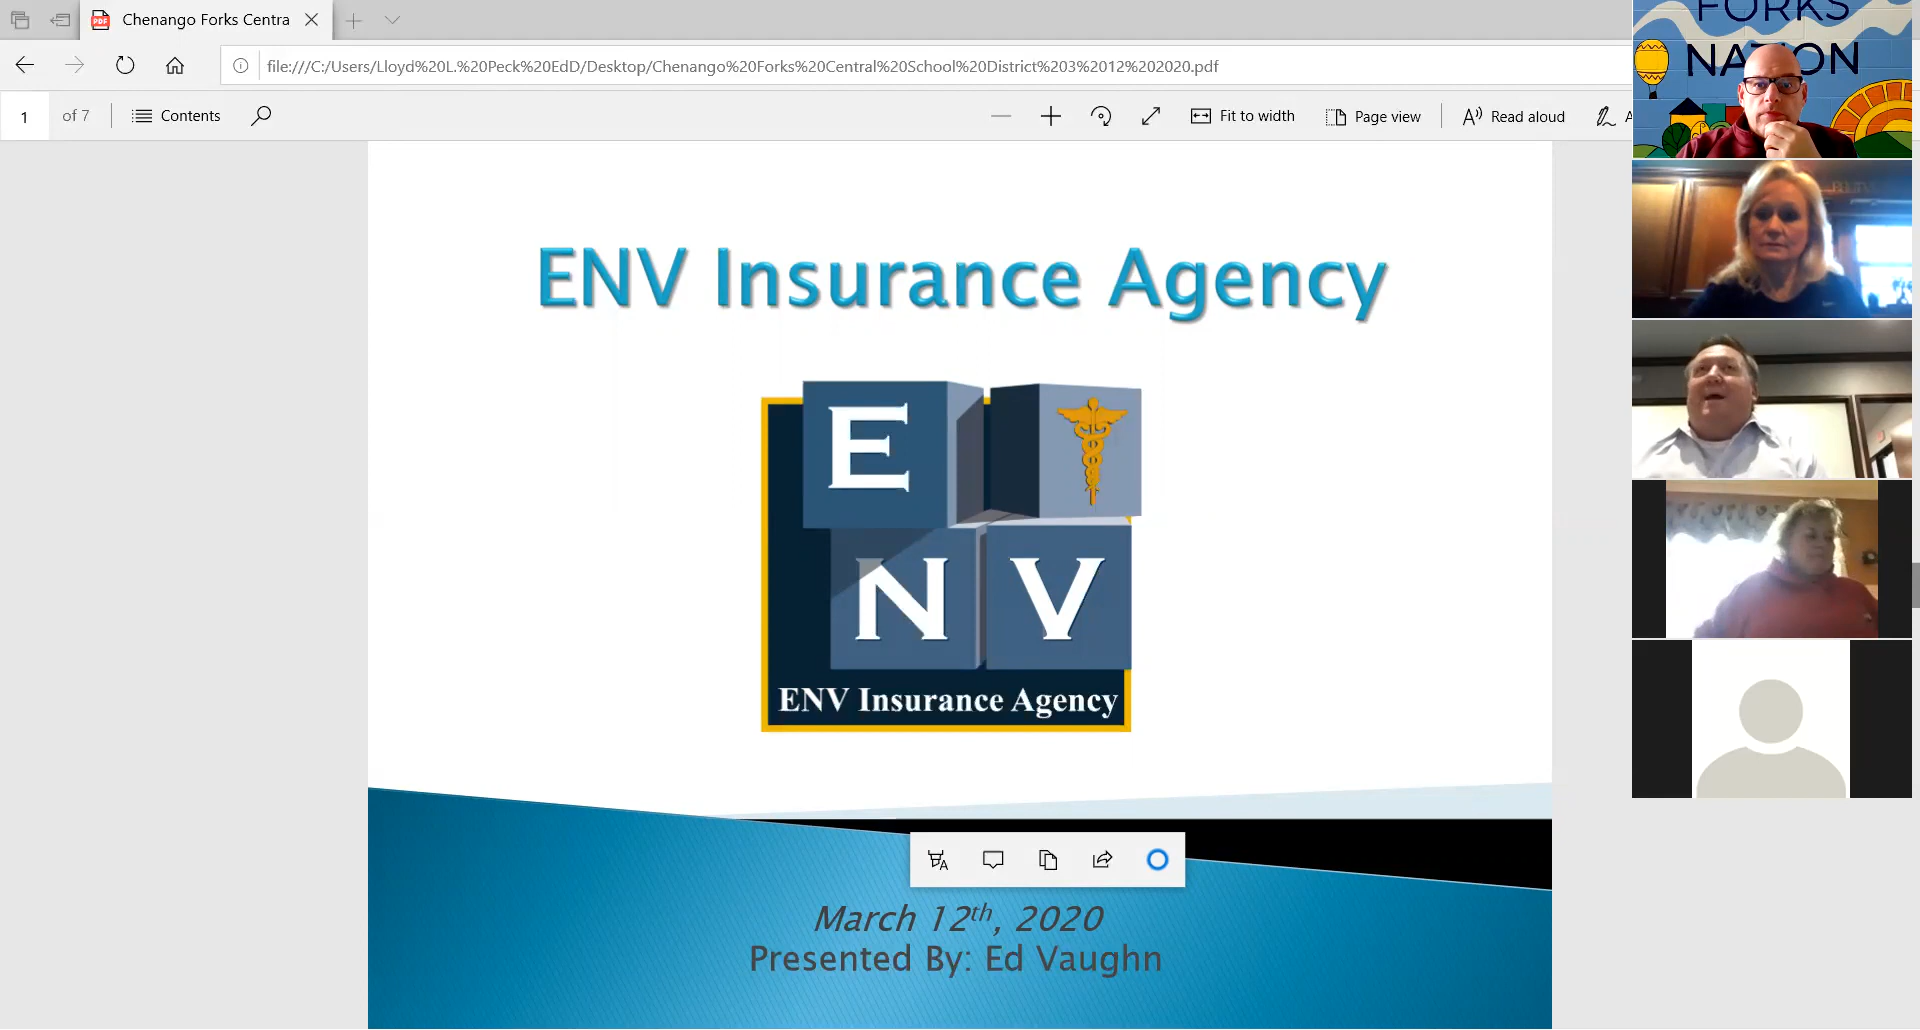 Chenango Forks Centra
file:///C:/Users/Lloyd%20L.%20Peck%20EdD/Desktop/Chenango%20Forks%20Central%20School%20District%203%2012%202020.pdf
1 of 7 Contents Fit to width Page view Read aloud
FORKS
NATION
ENV Insurance Agency
E
N V
ENV Insurance Agency
March 12th, 2020
Presented By: Ed Vaughn